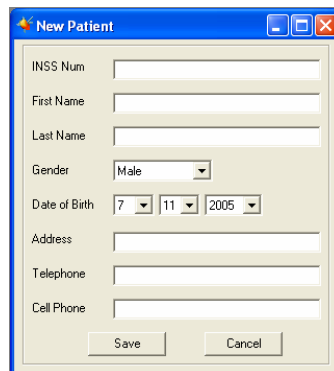 New Patient
INSS Num
First Name
Last Name
Gender Male
Date of Birth 7 11 2005
Address
Telephone
Cell Phone
Save Cancel